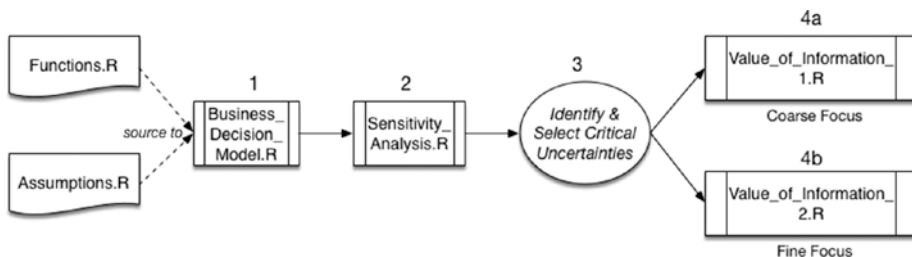 Functions.R
Assumptions.R
source to
1
Business_
Decision_
Model.R
2
Sensitivity_
Analysis.R
3
Identify &
Select Critical
Uncertainties
4a
Value_of_Information_
1.R
Coarse Focus
4b
Value_of_Information_
2.R
Fine Focus